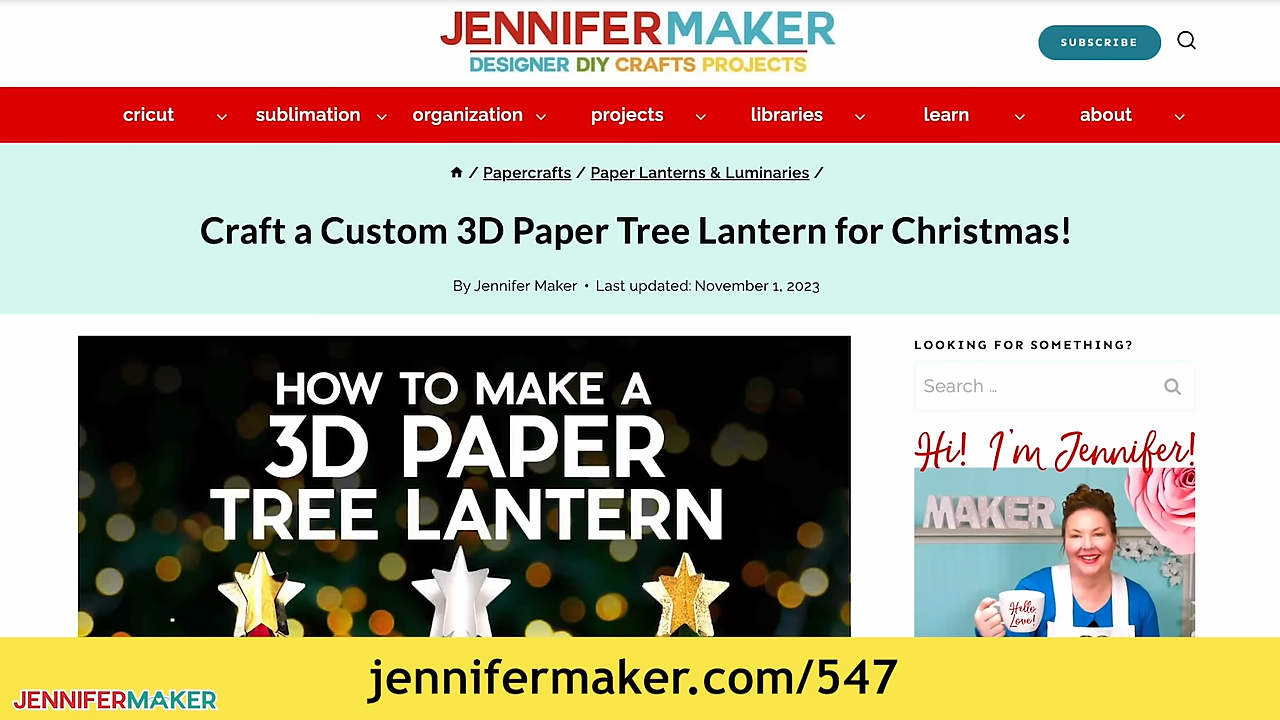 JENNIFERMAKER
DESIGNER DIY CRAFTS PROJECTS
SUBSCRIBE
cricut sublimation organization projects libraries learn about
/ Papercrafts / Paper Lanterns & Luminaries /
Craft a Custom 3D Paper Tree Lantern for Christmas!
By Jennifer Maker • Last updated: November 1, 2023
HOW TO MAKE A
3D PAPER
TREE LANTERN
LOOKING FOR SOMETHING?
Search ...
Hi! I'm Jennifer!
MAKER
Hello
Love!
jennifermaker.com/547
JENNIFERMAKER